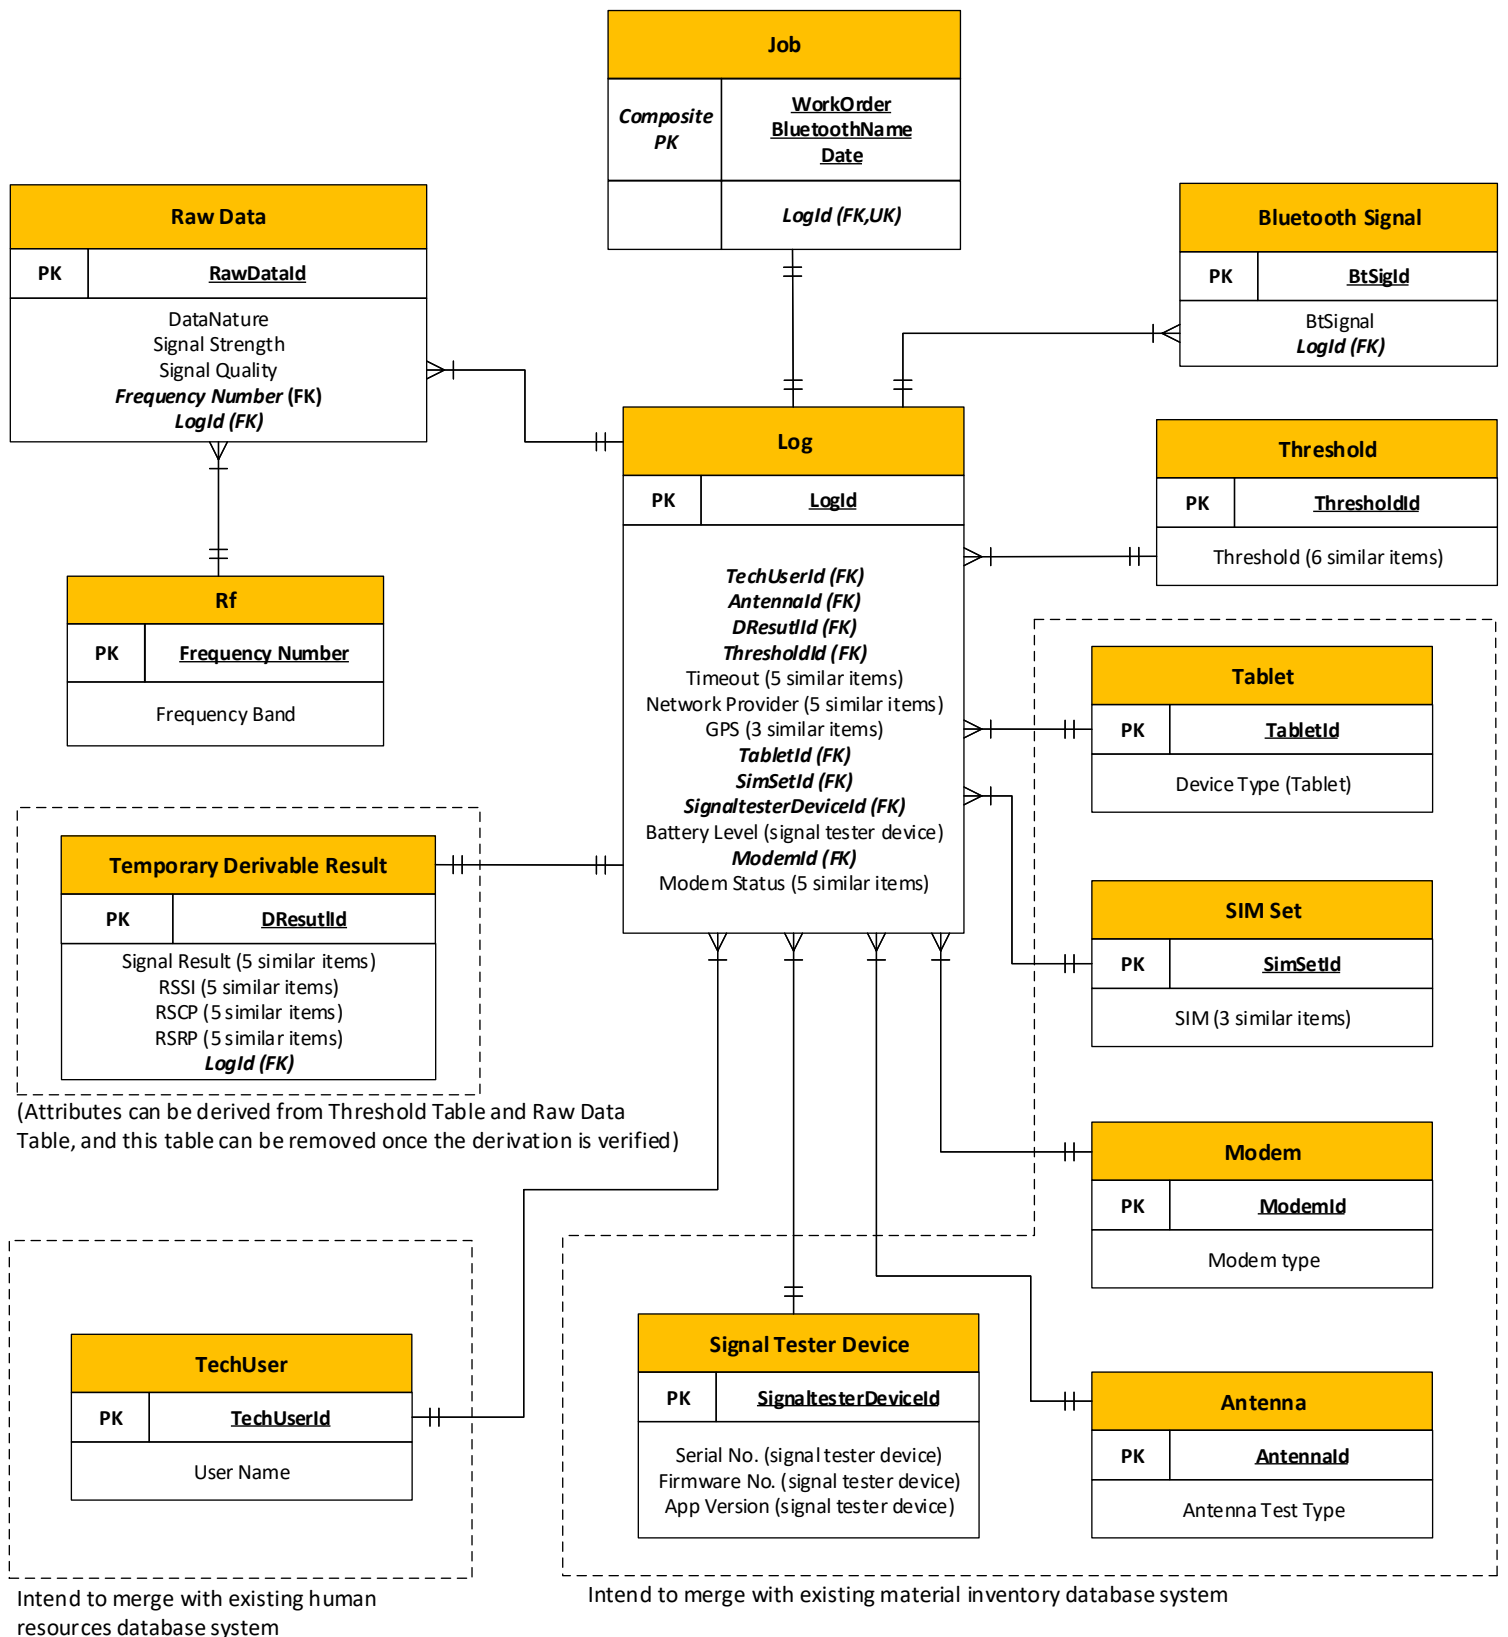 Job
Composite
PK
WorkOrder
BluetoothName
Date
LogId (FK,UK)
Raw Data
PK
RawDataId
DataNature
Signal Strength
Signal Quality
Frequency Number (FK)
LogId (FK)
Bluetooth Signal
PK
BtSigId
BtSignal
LogId (FK)
Log
PK
LogId
TechUserId (FK)
AntennaId (FK)
DResutlId (FK)
ThresholdId (FK)
Timeout (5 similar items)
Network Provider (5 similar items)
GPS (3 similar items)
TabletId (FK)
SimSetId (FK)
SignaltesterDeviceId (FK)
Battery Level (signal tester device)
ModemId (FK)
Modem Status (5 similar items)
Threshold
PK
ThresholdId
Threshold (6 similar items)
Rf
PK
Frequency Number
Frequency Band
Tablet
PK
TabletId
Device Type (Tablet)
Temporary Derivable Result
PK
DResutlId
Signal Result (5 similar items)
RSSI (5 similar items)
RSCP (5 similar items)
RSRP (5 similar items)
LogId (FK)
(Attributes can be derived from Threshold Table and Raw Data
Table, and this table can be removed once the derivation is verified)
SIM Set
PK
SimSetId
SIM (3 similar items)
Modem
PK
ModemId
Modem type
TechUser
PK
TechUserId
User Name
Intend to merge with existing human
resources database system
Signal Tester Device
PK
SignaltesterDeviceId
Serial No. (signal tester device)
Firmware No. (signal tester device)
App Version (signal tester device)
Antenna
PK
AntennaId
Antenna Test Type
Intend to merge with existing material inventory database system